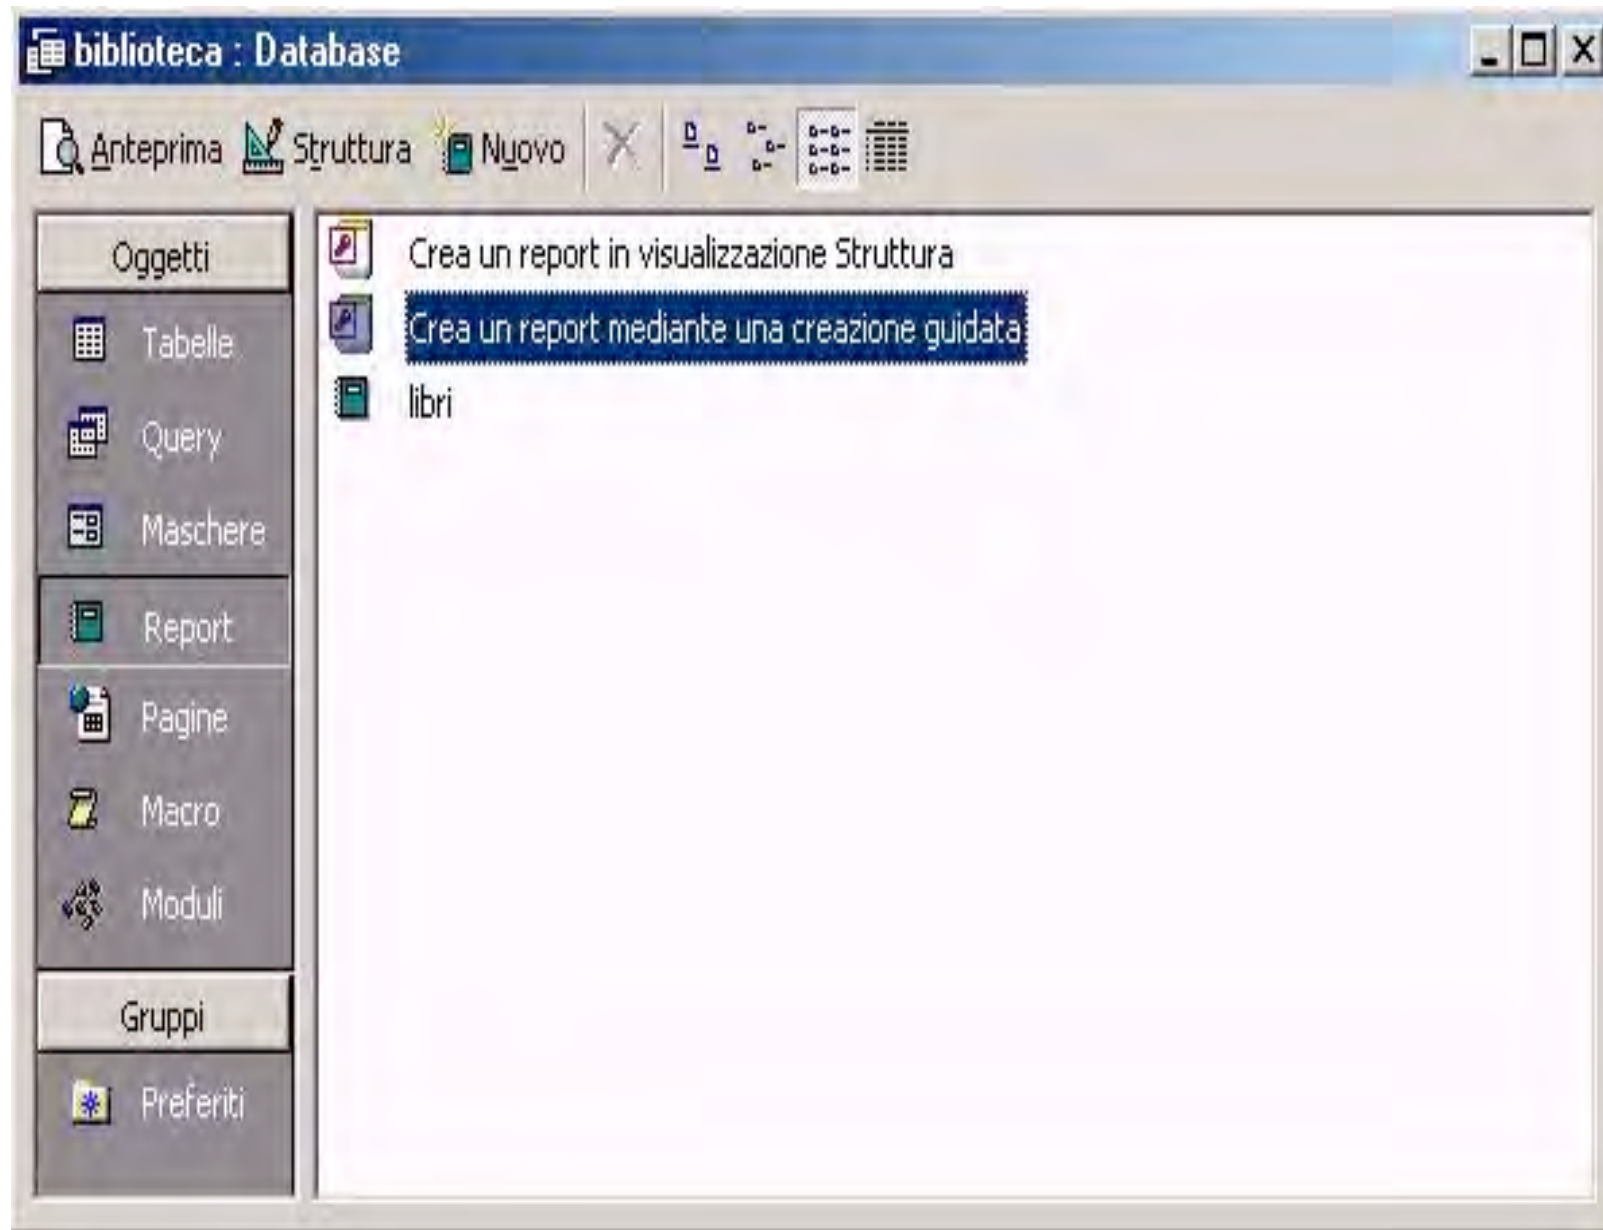 biblioteca : Database
Anteprima Struttura Nuovo
Oggetti
Tabelle
Query
Maschere
Report
Pagine
Macro
Moduli
Gruppi
Preferiti
Crea un report in visualizzazione Struttura
Crea un report mediante una creazione guidata
libri